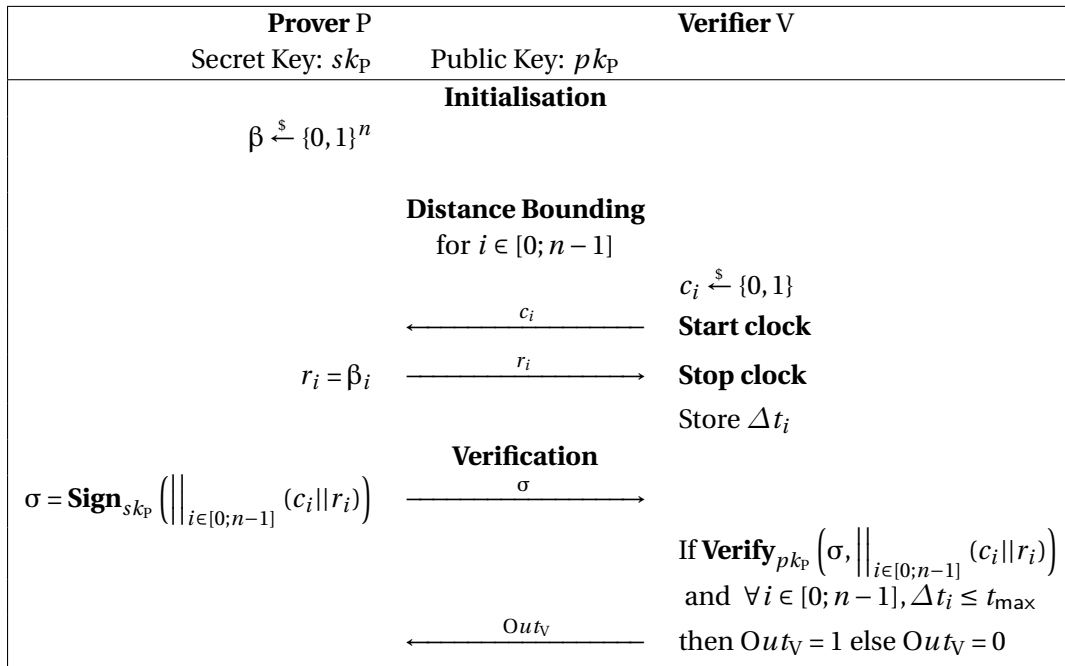 Prover P Verifier V
Secret Key: sk_P Public Key: pk_P
Initialisation
β ←$ {0,1}^n
Distance Bounding
for i ∈ [0; n − 1]
c_i ←$ {0,1}
c_i Start clock
r_i = β_i r_i Stop clock
Store Δt_i
Verification
σ = Sign_{sk_P} (||_{i∈[0;n−1]} (c_i||r_i)) σ
If Verify_{pk_P} (σ, ||_{i∈[0;n−1]} (c_i||r_i))
and ∀i ∈ [0; n − 1], Δt_i ≤ t_max
Out_V then Out_V = 1 else Out_V = 0